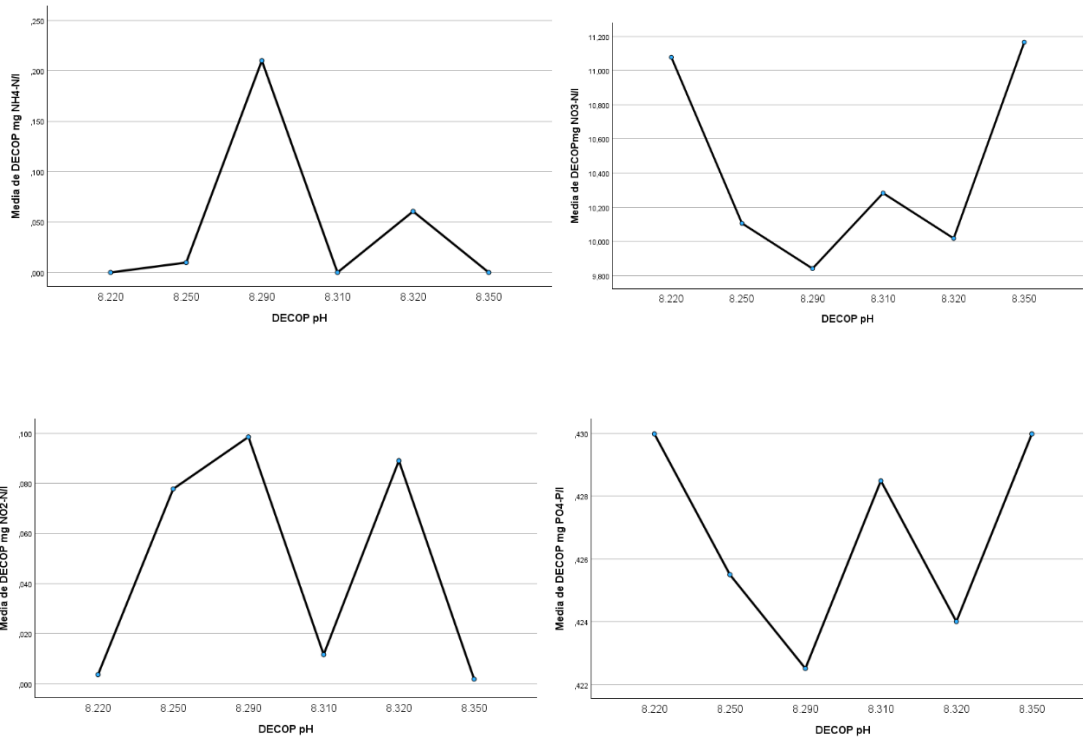 Media de DECOP mg NH4-N/l
,250
,200
,150
,100
,050
,000
8.220 8.250 8.290 8.310 8.320 8.350
DECOP pH
Media de DECOPmg NO3-N/l
11,200
11,000
10,800
10,600
10,400
10,200
10,000
9,800
8.220 8.250 8.290 8.310 8.320 8.350
DECOP pH
Media de DECOP mg NO2-N/l
,100
,080
,060
,040
,020
,000
8.220 8.250 8.290 8.310 8.320 8.350
DECOP pH
Media de DECOP mg PO4-P/l
,430
,428
,426
,424
,422
8.220 8.250 8.290 8.310 8.320 8.350
DECOP pH